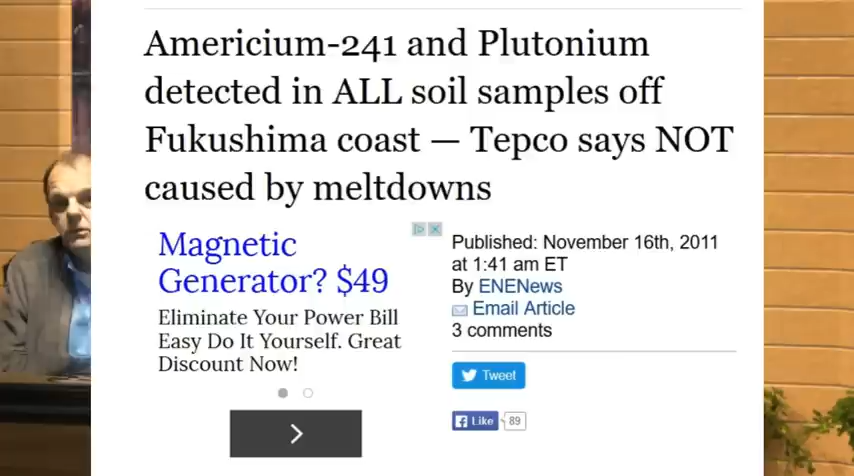 Americium-241 and Plutonium
detected in ALL soil samples off
Fukushima coast — Tepco says NOT
caused by meltdowns
Magnetic
Generator? $49
Eliminate Your Power Bill
Easy Do It Yourself. Great
Discount Now!
Published: November 16th, 2011
at 1:41 am ET
By ENENews
Email Article
3 comments
Tweet
Like 89